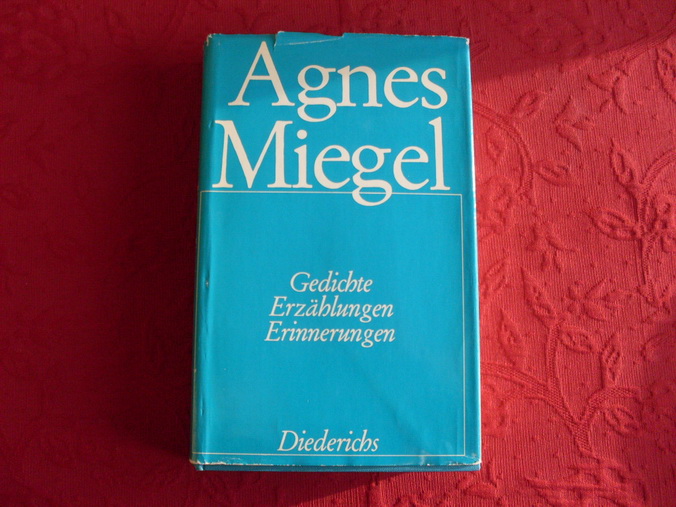 Agnes
Miegel
Gedichte
Erzählungen
Erinnerungen
Diederichs